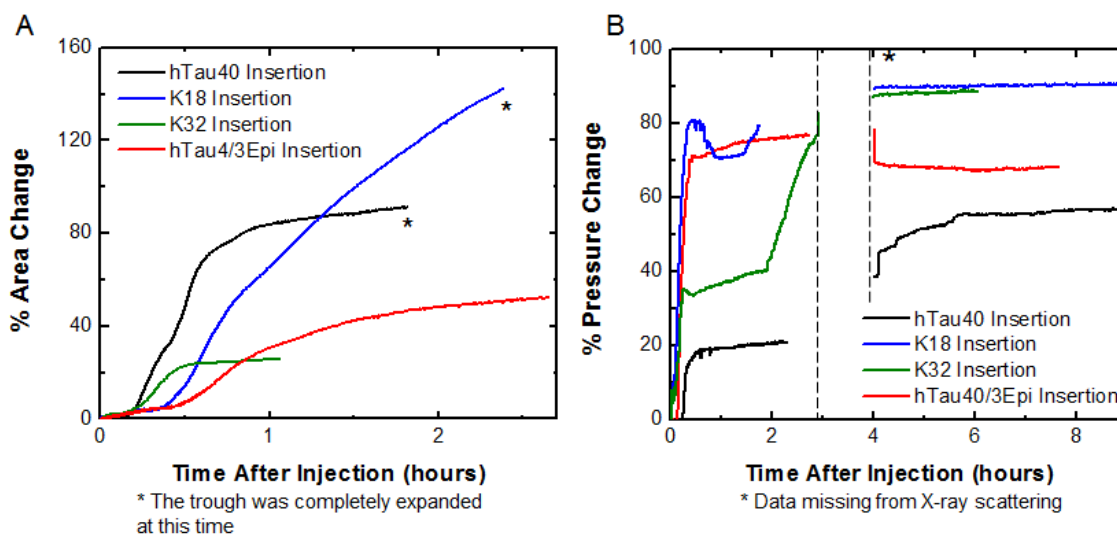 A
% Area Change
160
120
80
40
0
hTau40 Insertion
K18 Insertion
K32 Insertion
hTau4/3Epi Insertion
*
*
0
1
2
Time After Injection (hours)
* The trough was completely expanded
at this time
B
% Pressure Change
100
80
60
40
20
0
*
hTau40 Insertion
K18 Insertion
K32 Insertion
hTau40/3Epi Insertion
0
2
4
6
8
Time After Injection (hours)
* Data missing from X-ray scattering